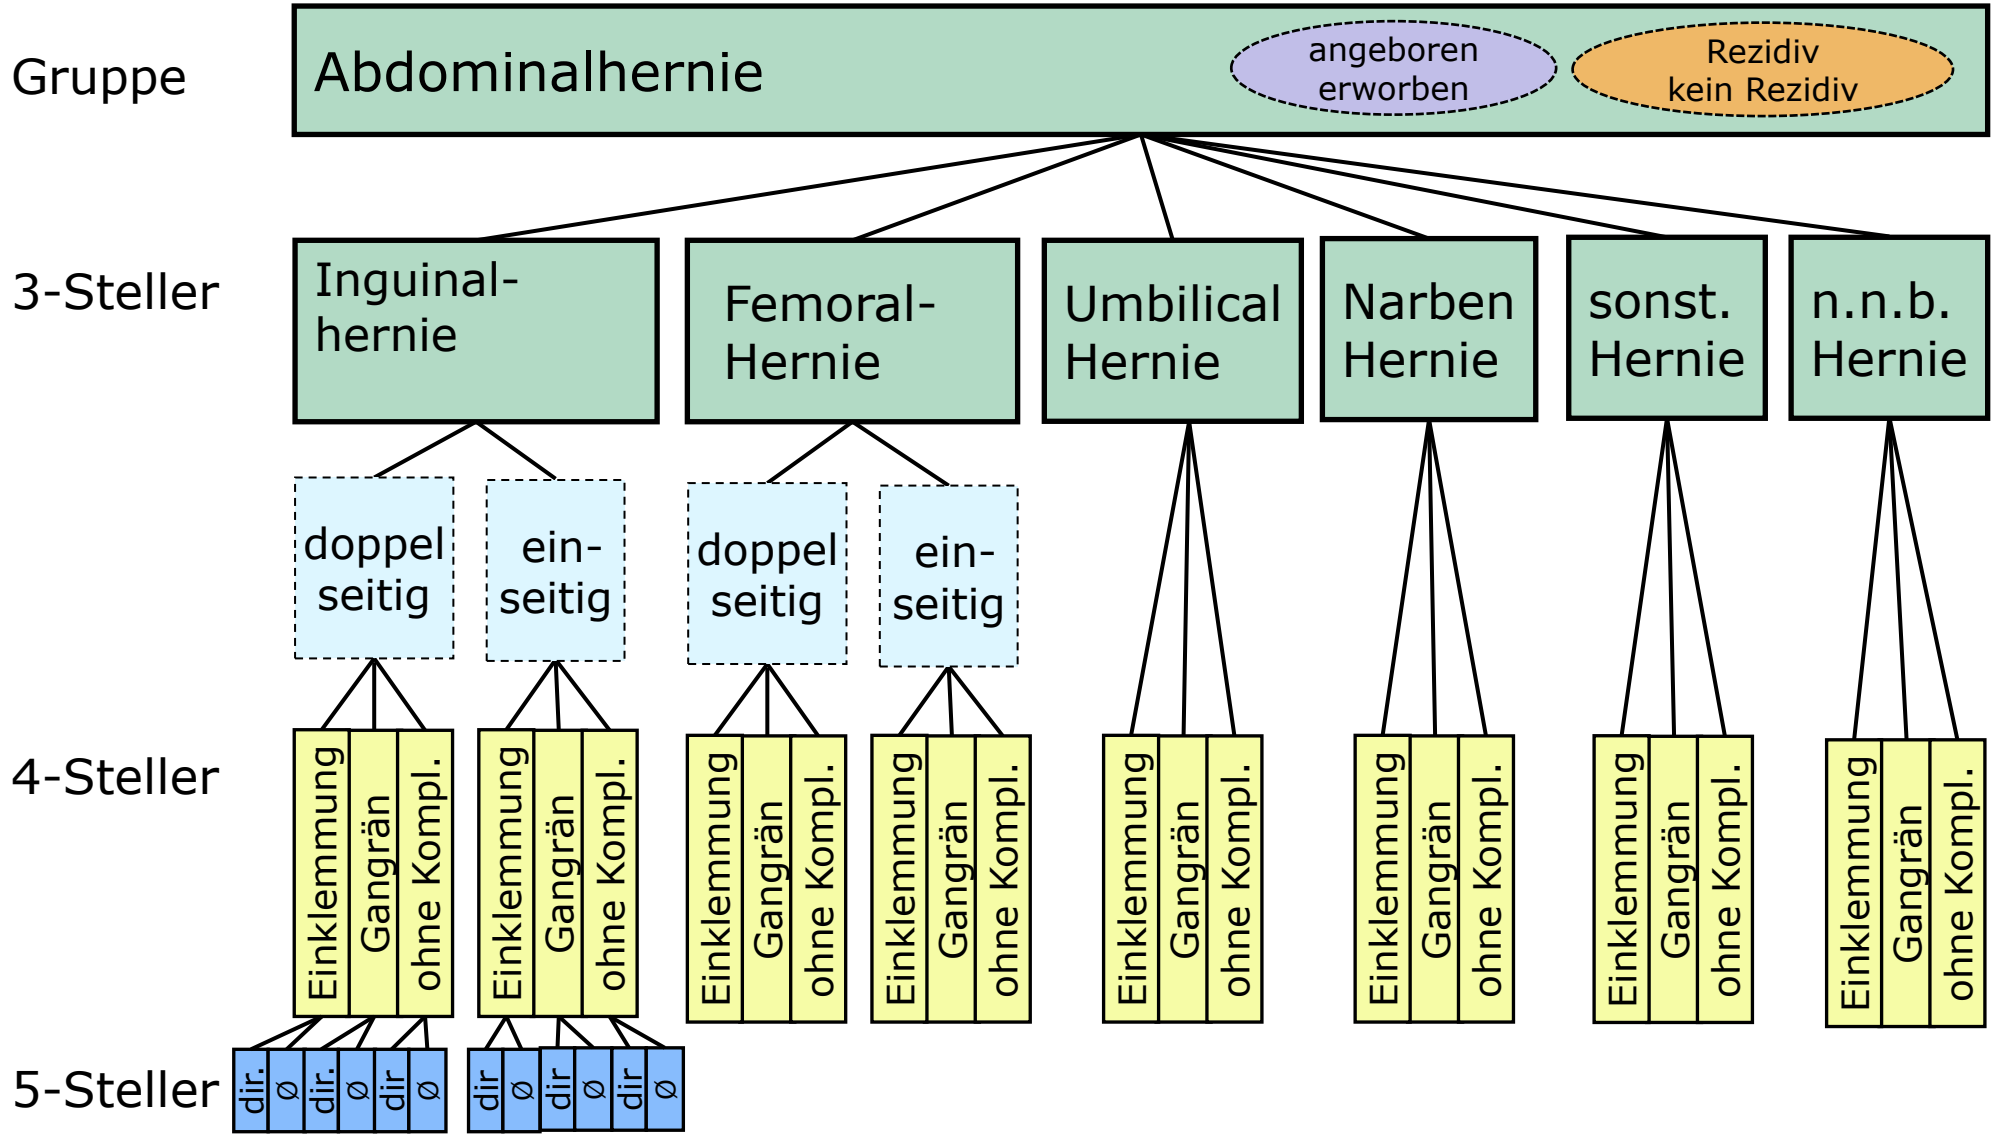 Gruppe
Abdominalhernie
angeboren
erworben
Rezidiv
kein Rezidiv
3-Steller
Inguinal-
hernie
Femoral-
Hernie
Umbilical
Hernie
Narben
Hernie
sonst.
Hernie
n.n.b.
Hernie
doppel
seitig
ein-
seitig
doppel
seitig
ein-
seitig
4-Steller
Einklemmung
Gangrän
ohne Kompl.
Einklemmung
Gangrän
ohne Kompl.
Einklemmung
Gangrän
ohne Kompl.
Einklemmung
Gangrän
ohne Kompl.
Einklemmung
Gangrän
ohne Kompl.
Einklemmung
Gangrän
ohne Kompl.
Einklemmung
Gangrän
ohne Kompl.
Einklemmung
Gangrän
ohne Kompl.
5-Steller
dir.
Ø
dir.
Ø
dir
Ø
dir
Ø
dir
Ø
dir
Ø